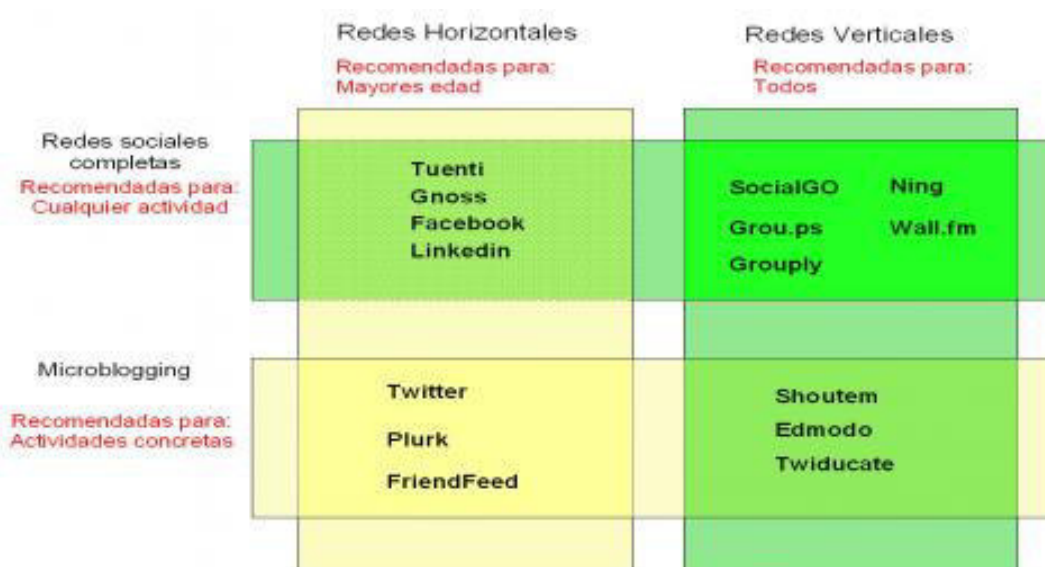 Redes Horizontales
Recomendadas para:
Mayores edad
Redes Verticales
Recomendadas para:
Todos
Redes sociales
completas
Recomendadas para:
Cualquier actividad
Tuenti
Gnoss
Facebook
Linkedin
SocialGO Ning
Grou.ps Wall.fm
Grouply
Microblogging
Recomendadas para:
Actividades concretas
Twitter
Plurk
FriendFeed
Shoutem
Edmodo
Twiducate